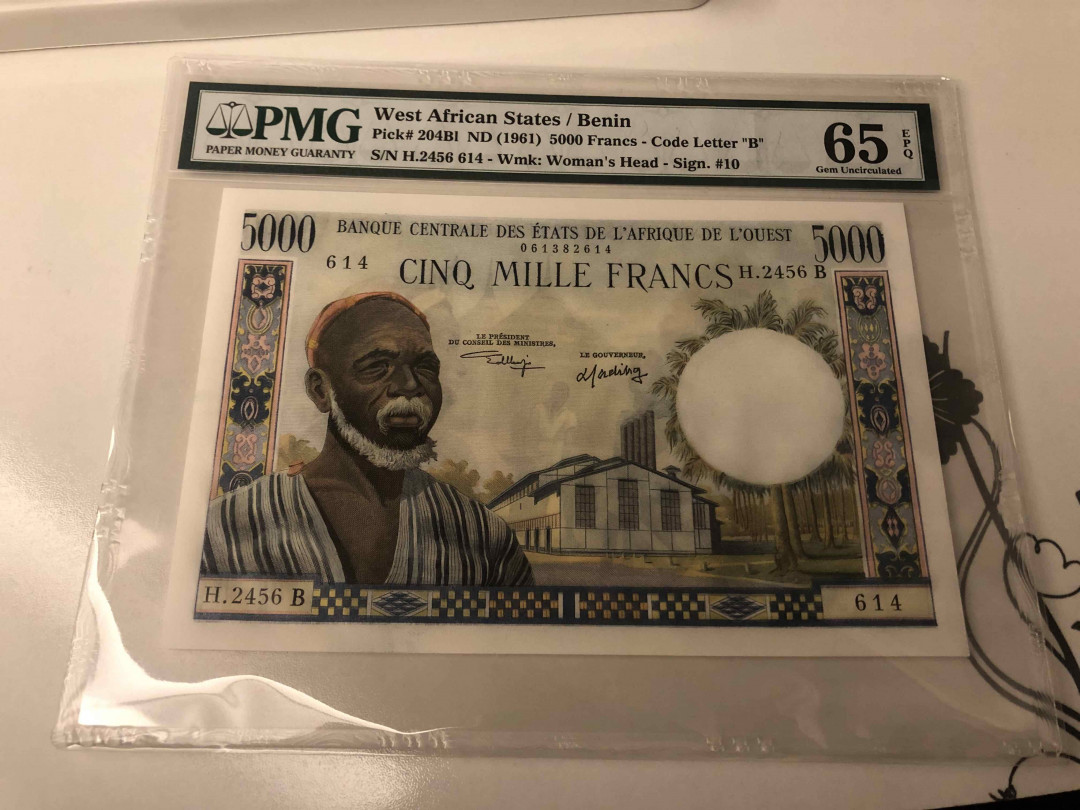 PMG
PAPER MONEY GUARANTY
West African States / Benin
Pick# 204Bl ND (1961) 5000 Francs - Code Letter "B"
S/N H.2456 614 - Wmk: Woman's Head - Sign. #10
65 EPQ
Gem Uncirculated
5000 BANQUE CENTRALE DES ÉTATS DE L'AFRIQUE DE L'OUEST 5000
061382614
614 CINQ MILLE FRANCS H.2456 B
LE PRÉSIDENT
DU CONSEIL DES MINISTRES,
LE GOUVERNEUR,
H.2456 B 614